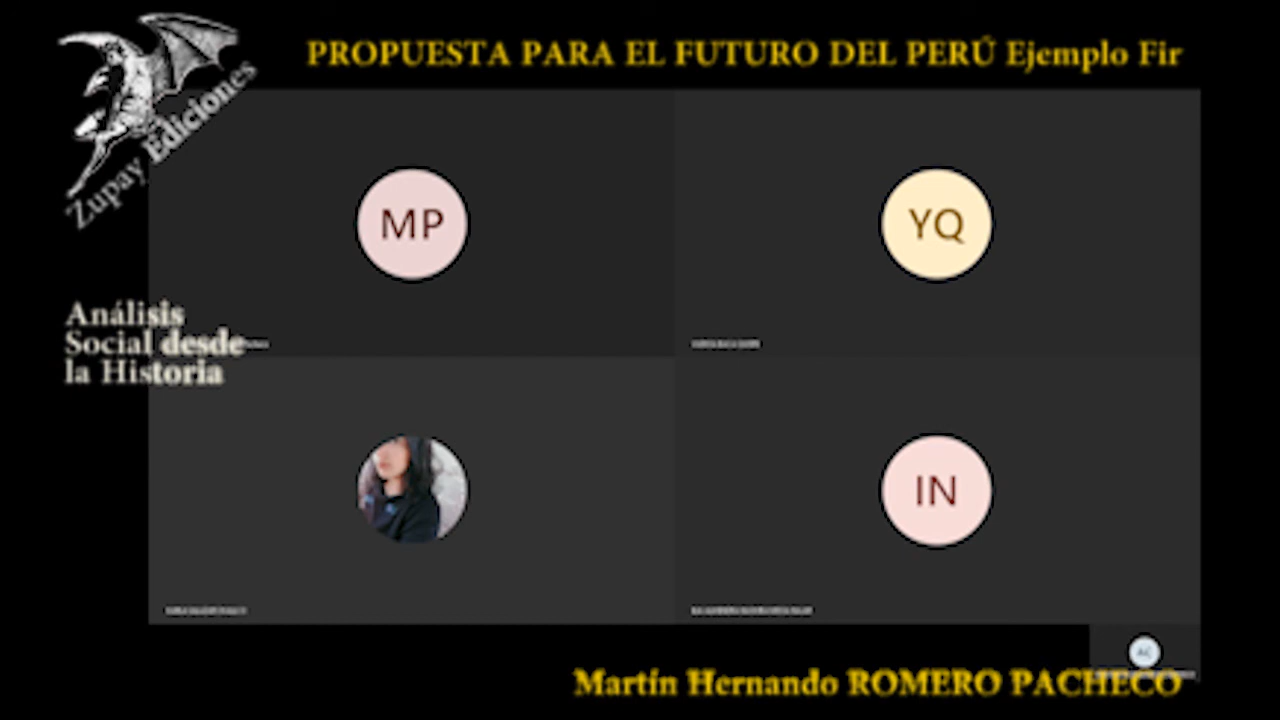 PROPUESTA PARA EL FUTURO DEL PERÚ Ejemplo Fir
Zupay Ediciones
MP
YQ
Análisis
Social desde
la Historia
IN
AC
Martín Hernando ROMERO PACHECO